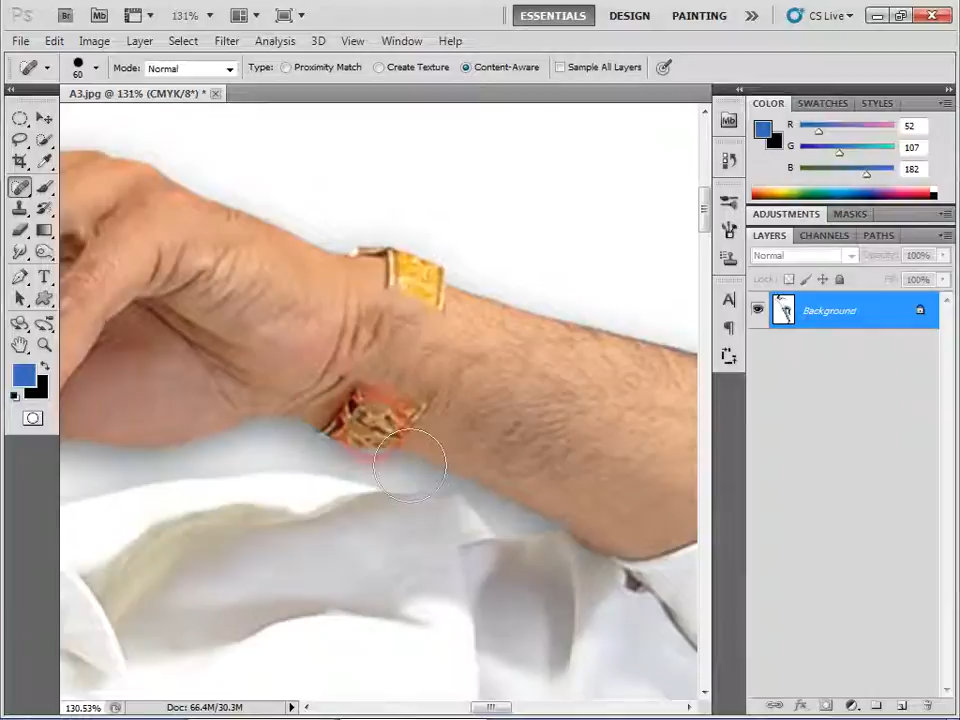 Ps Br Mb 131% ESSENTIALS DESIGN PAINTING CS Live
File Edit Image Layer Select Filter Analysis 3D View Window Help
60 Mode: Normal Type: Proximity Match Create Texture Content-Aware Sample All Layers
A3.jpg @ 131% (CMYK/8*) *
COLOR SWATCHES STYLES
R 52
G 107
B 182
ADJUSTMENTS MASKS
LAYERS CHANNELS PATHS
Normal Opacity: 100%
Lock: Fill: 100%
Background
130.53% Doc: 66.4M/30.3M